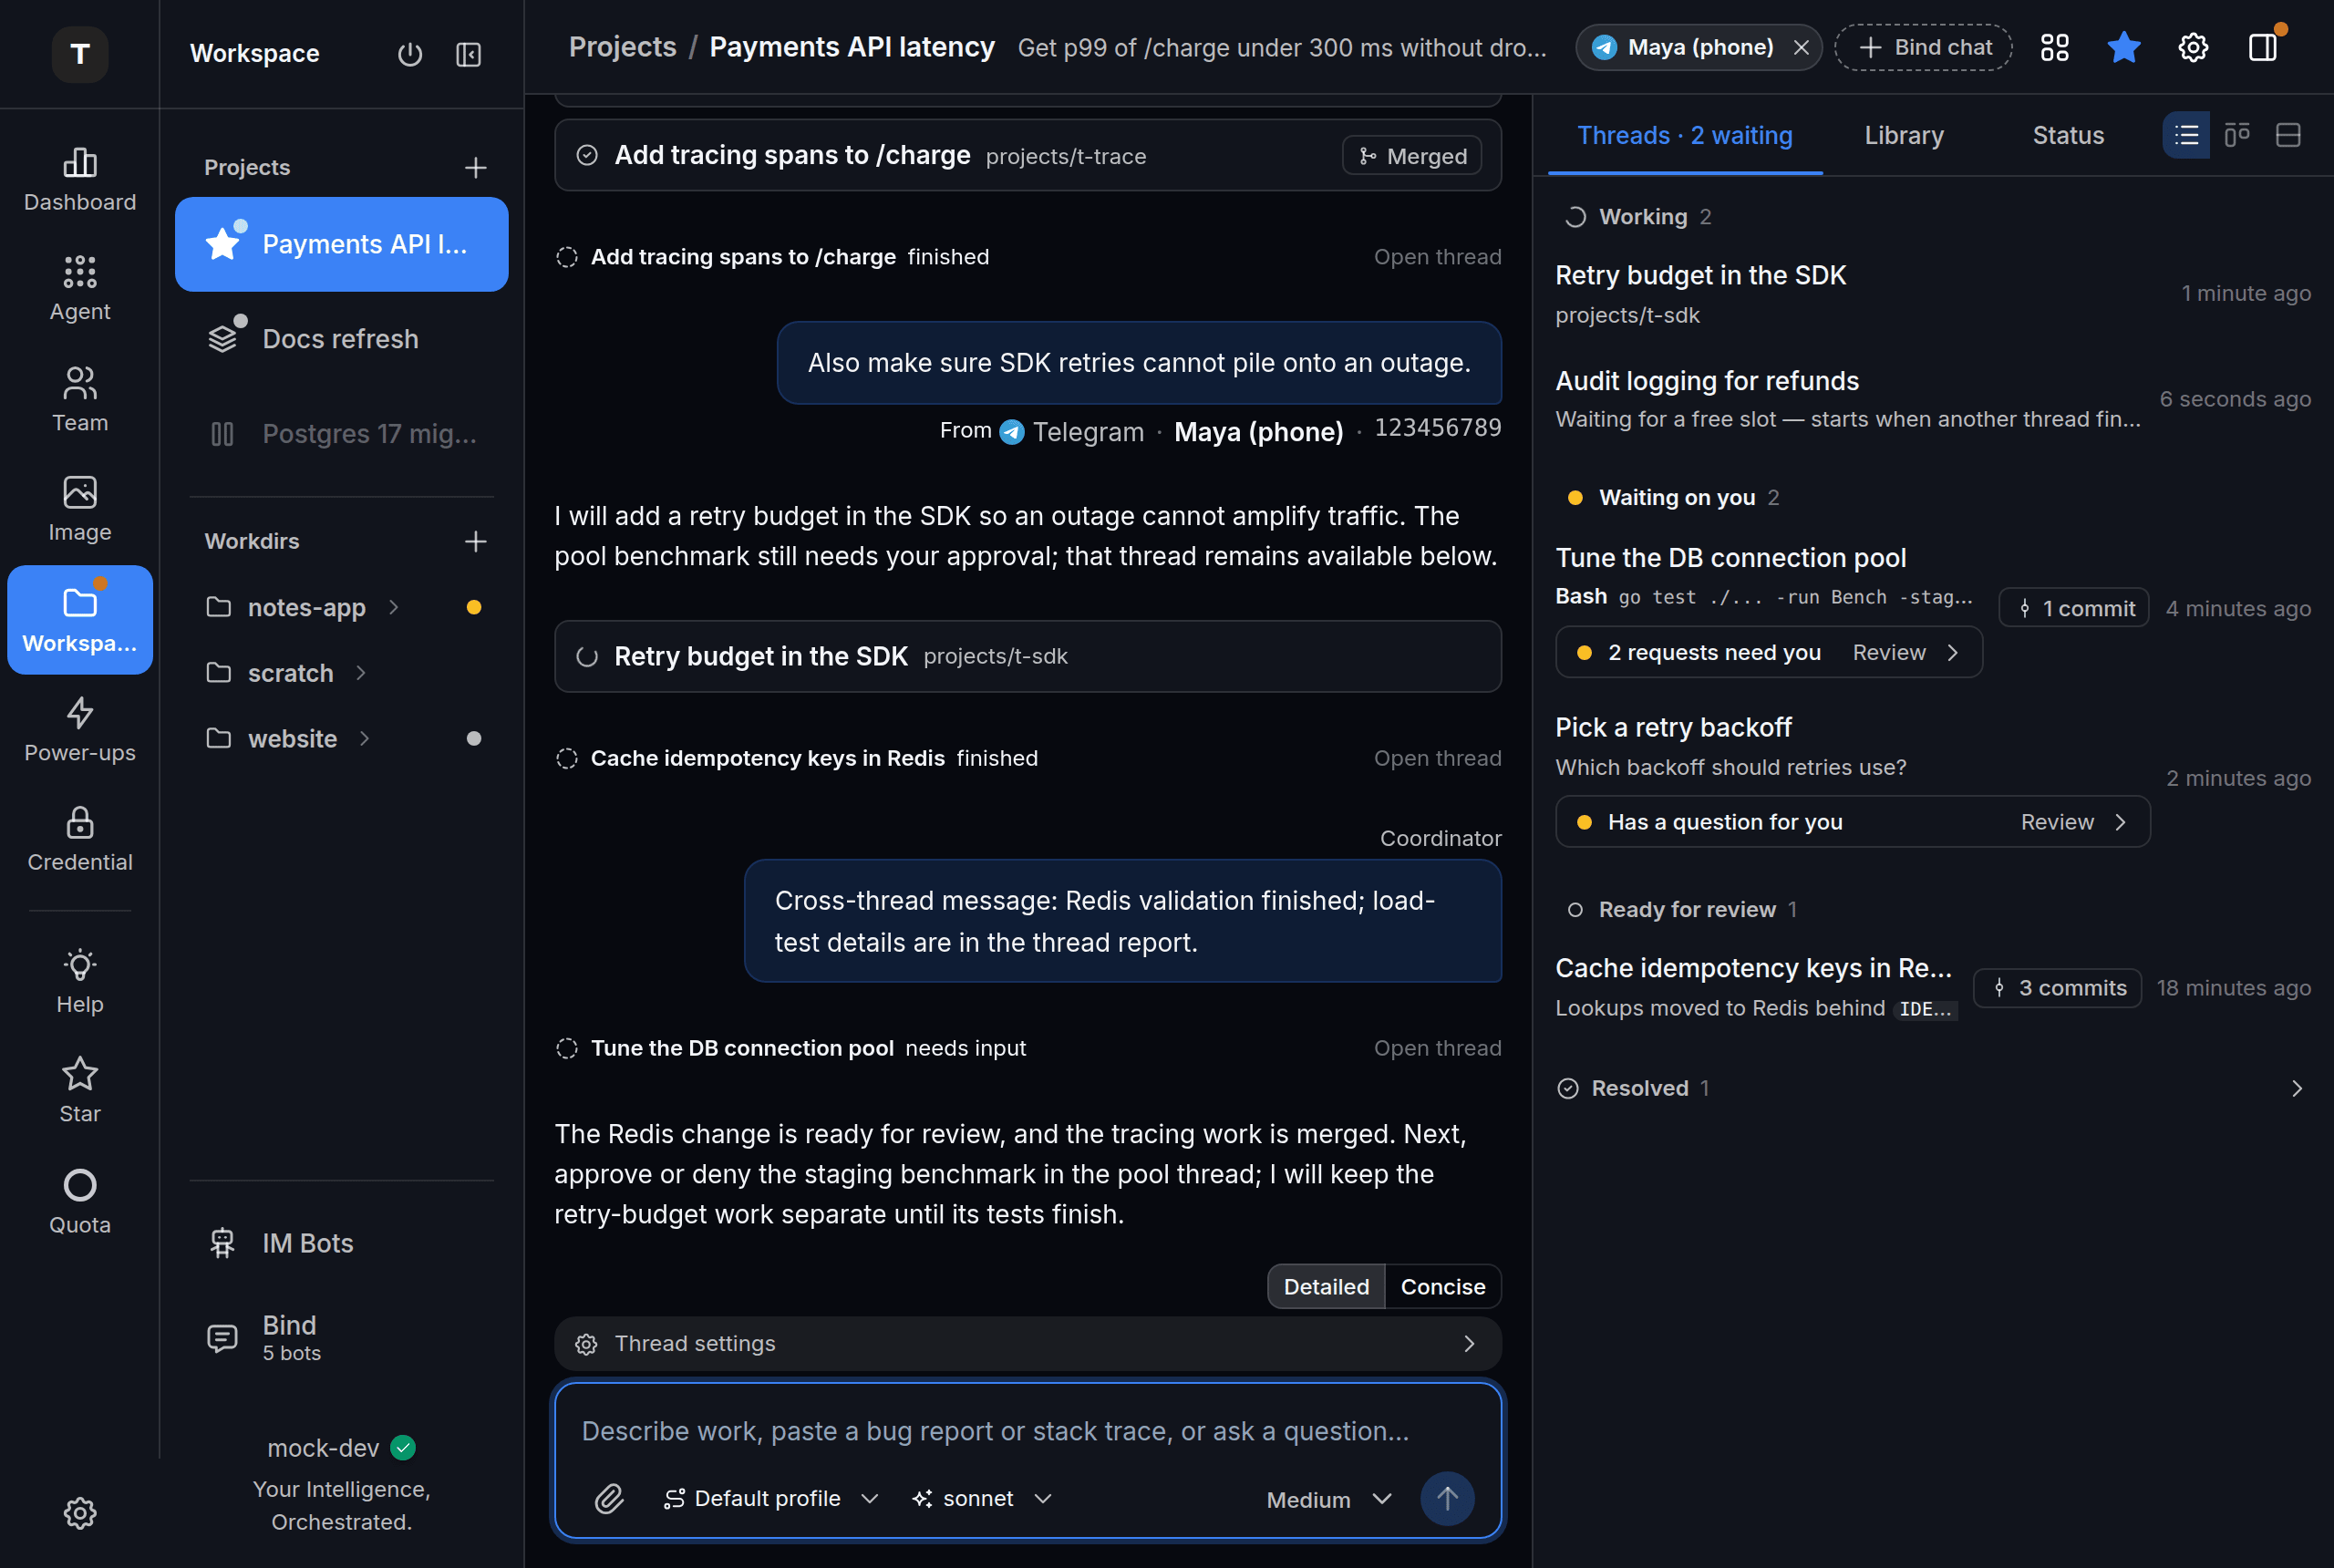 T
Workspace
Dashboard
Agent
Team
Image
Workspa...
Power-ups
Credential
Help
Star
Quota
Projects
Payments API l...
Docs refresh
Postgres 17 mig...
Workdirs
notes-app
scratch
website
IM Bots
Bind
5 bots
mock-dev
Your Intelligence,
Orchestrated.
Projects / Payments API latency Get p99 of /charge under 300 ms without dro...
Maya (phone)
Bind chat
Add tracing spans to /charge projects/t-trace Merged
Add tracing spans to /charge finished Open thread
Also make sure SDK retries cannot pile onto an outage.
From Telegram · Maya (phone) · 123456789
I will add a retry budget in the SDK so an outage cannot amplify traffic. The
pool benchmark still needs your approval; that thread remains available below.
Retry budget in the SDK projects/t-sdk
Cache idempotency keys in Redis finished Open thread
Coordinator
Cross-thread message: Redis validation finished; load-
test details are in the thread report.
Tune the DB connection pool needs input Open thread
The Redis change is ready for review, and the tracing work is merged. Next,
approve or deny the staging benchmark in the pool thread; I will keep the
retry-budget work separate until its tests finish.
Detailed Concise
Thread settings
Describe work, paste a bug report or stack trace, or ask a question...
Default profile sonnet Medium
Threads · 2 waiting Library Status
Working 2
Retry budget in the SDK
projects/t-sdk
1 minute ago
Audit logging for refunds
Waiting for a free slot — starts when another thread fin...
6 seconds ago
Waiting on you 2
Tune the DB connection pool
Bash go test ./... -run Bench -stag...
1 commit 4 minutes ago
2 requests need you Review
Pick a retry backoff
Which backoff should retries use?
2 minutes ago
Has a question for you Review
Ready for review 1
Cache idempotency keys in Re...
Lookups moved to Redis behind IDE...
3 commits 18 minutes ago
Resolved 1